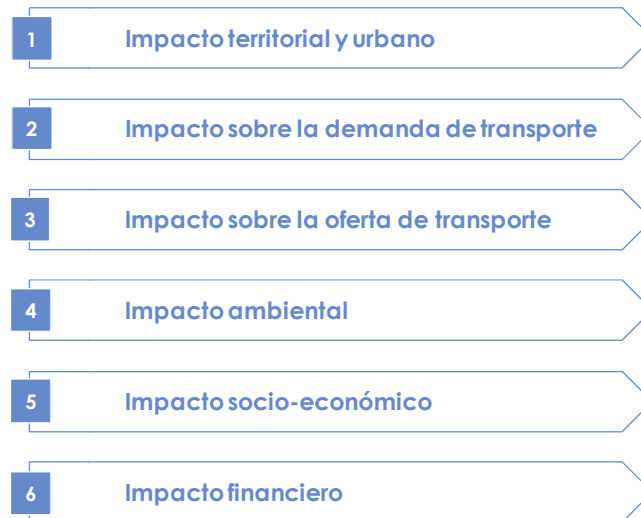 1 Impacto territorial y urbano
2 Impacto sobre la demanda de transporte
3 Impacto sobre la oferta de transporte
4 Impacto ambiental
5 Impacto socio-económico
6 Impacto financiero